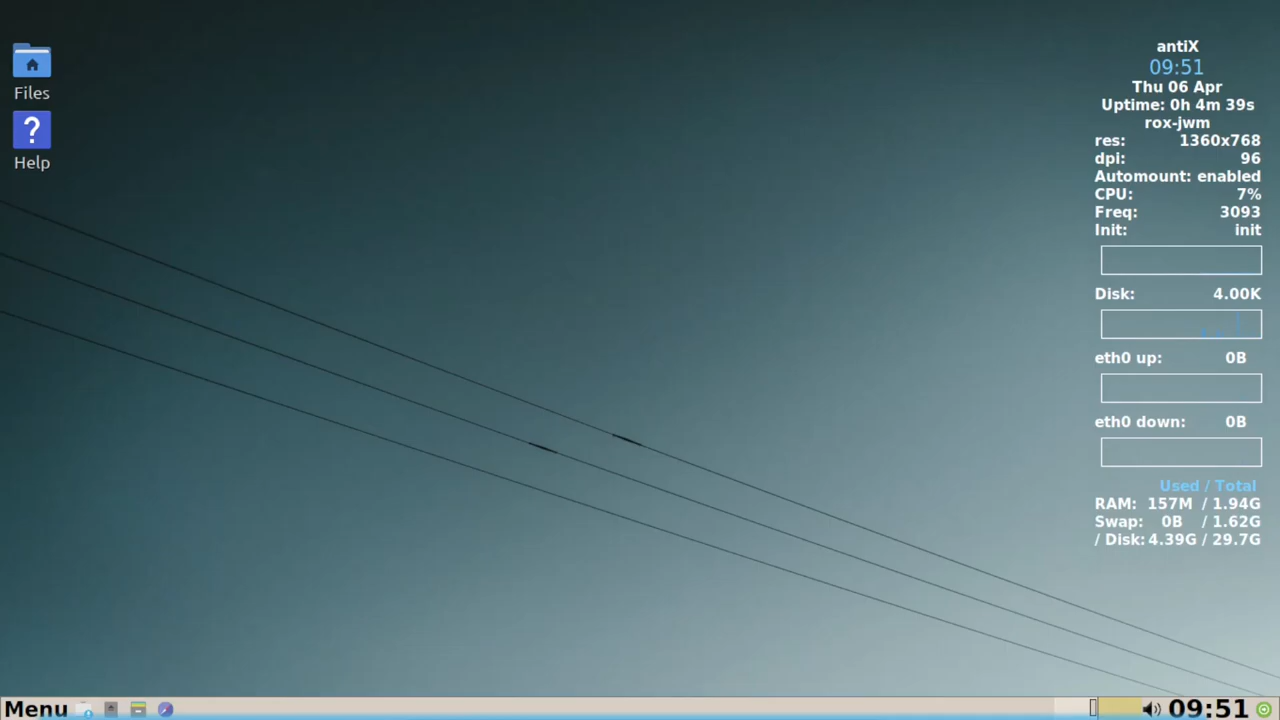 Files
?
Help
antiX
09:51
Thu 06 Apr
Uptime: 0h 4m 39s
rox-jwm
res: 1360x768
dpi: 96
Automount: enabled
CPU: 7%
Freq: 3093
Init: init
Disk: 4.00K
eth0 up: 0B
eth0 down: 0B
Used / Total
RAM: 157M / 1.94G
Swap: 0B / 1.62G
/ Disk: 4.39G / 29.7G
Menu 09:51